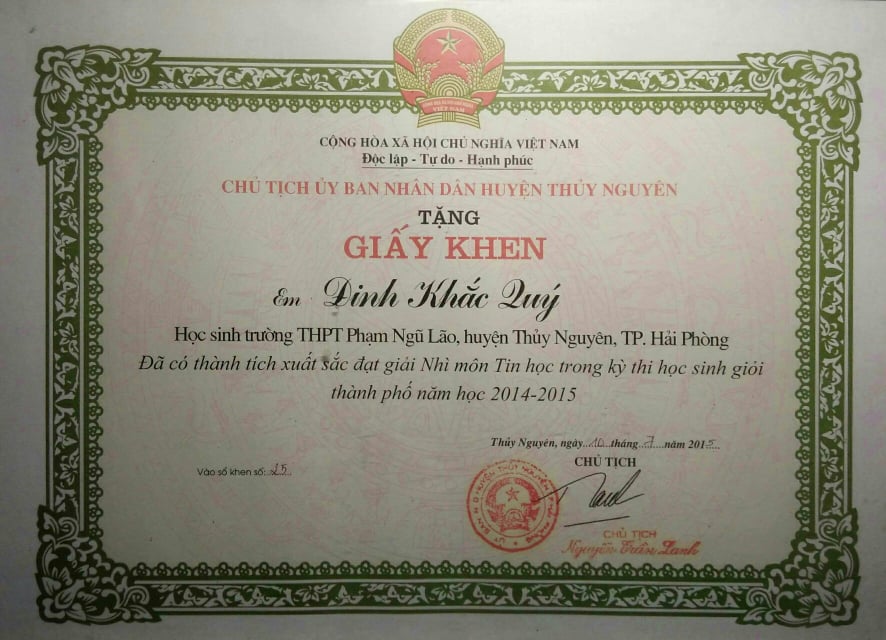 CỘNG HÒA XÃ HỘI CHỦ NGHĨA VIỆT NAM
Độc lập - Tự do - Hạnh phúc
CHỦ TỊCH ỦY BAN NHÂN DÂN HUYỆN THỦY NGUYÊN
TẶNG
GIẤY KHEN
Em Đinh Khắc Quý
Học sinh trường THPT Phạm Ngũ Lão, huyện Thủy Nguyên, TP. Hải Phòng
Đã có thành tích xuất sắc đạt giải Nhì môn Tin học trong kỳ thi học sinh giỏi
thành phố năm học 2014-2015
Thủy Nguyên, ngày 10 tháng 7 năm 2015
CHỦ TỊCH
Vào sổ khen số: 25
CHỦ TỊCH
Nguyễn Trần Lanh